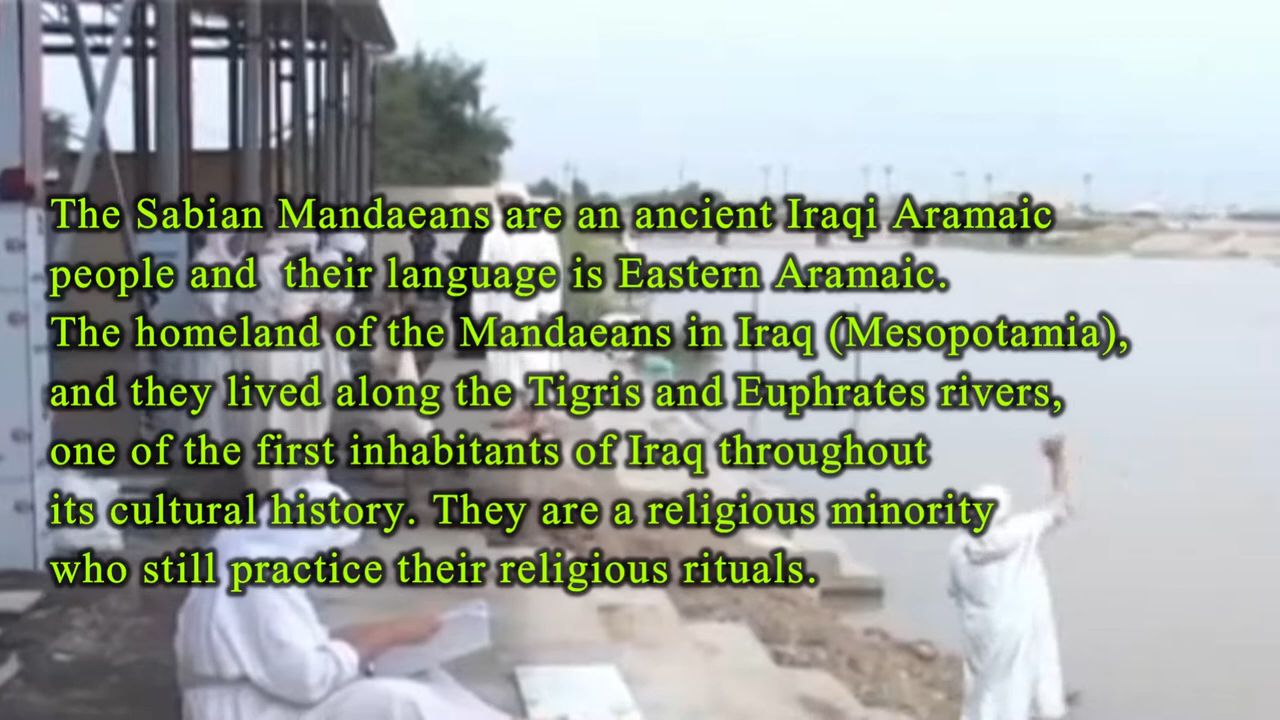 The Sabian Mandaeans are an ancient Iraqi Aramaic
people and  their language is Eastern Aramaic.
The homeland of the Mandaeans in Iraq (Mesopotamia),
and they lived along the Tigris and Euphrates rivers,
one of the first inhabitants of Iraq throughout
its cultural history. They are a religious minority
who still practice their religious rituals.